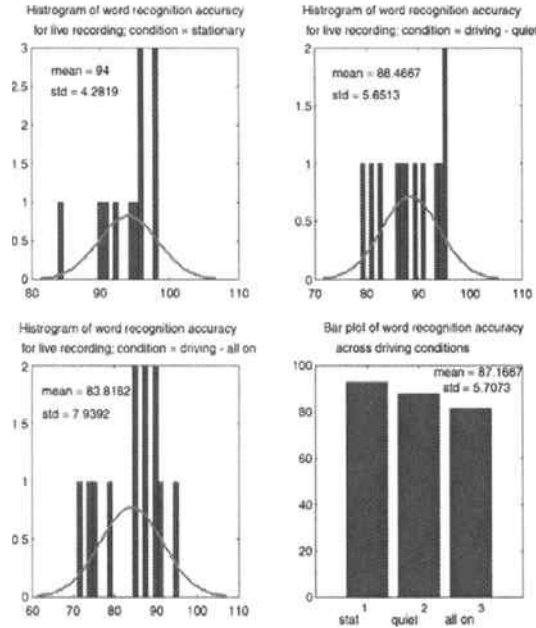 Histrogram of word recognition accuracy
for live recording; condition = stationary
3
2.5
2
1.5
1
0.5
0
mean = 94
std = 4.2819
80 90 100 110
Histrogram of word recognition accuracy
for live recording; condition = driving - quiet
2
1.5
1
0.5
0
mean = 88.4667
std = 5.6513
70 80 90 100 110
Histrogram of word recognition accuracy
for live recording; condition = driving - all on
2
1.5
1
0.5
0
mean = 83.8182
std = 7.9392
60 70 80 90 100 110
Bar plot of word recognition accuracy
across driving conditions
100
80
60
40
20
0
mean = 87.1667
std = 5.7073
1 2 3
stat quiet all on